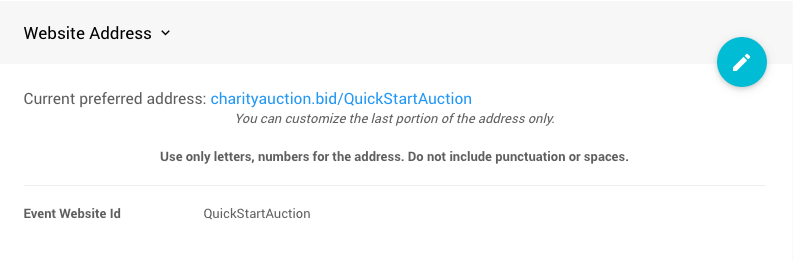 Website Address
Current preferred address: charityauction.bid/QuickStartAuction
You can customize the last portion of the address only.
Use only letters, numbers for the address. Do not include punctuation or spaces.
Event Website Id QuickStartAuction